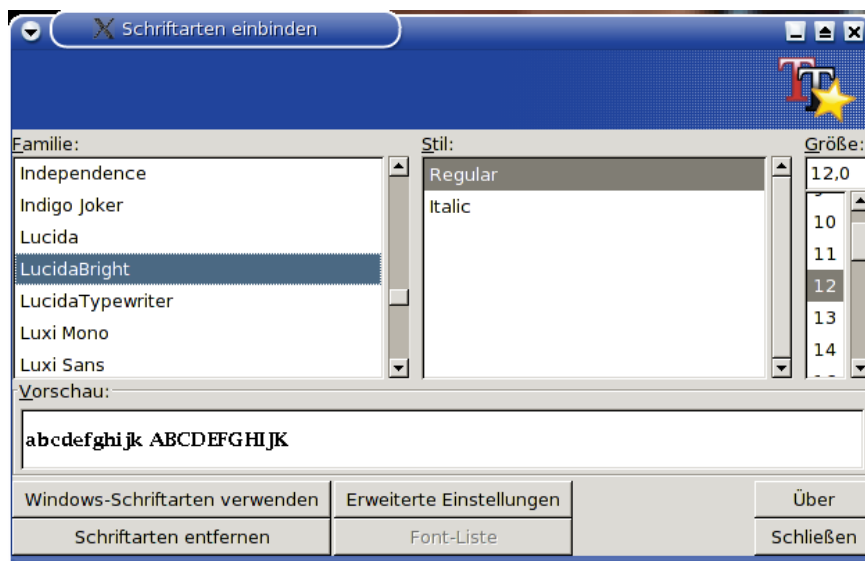 Schriftarten einbinden
Familie:
Independence
Indigo Joker
Lucida
LucidaBright
LucidaTypewriter
Luxi Mono
Luxi Sans
Stil:
Regular
Italic
Größe:
12,0
10
11
12
13
14
Vorschau:
abcdefghijk ABCDEFGHIJK
Windows-Schriftarten verwenden
Erweiterte Einstellungen
Über
Schriftarten entfernen
Font-Liste
Schließen